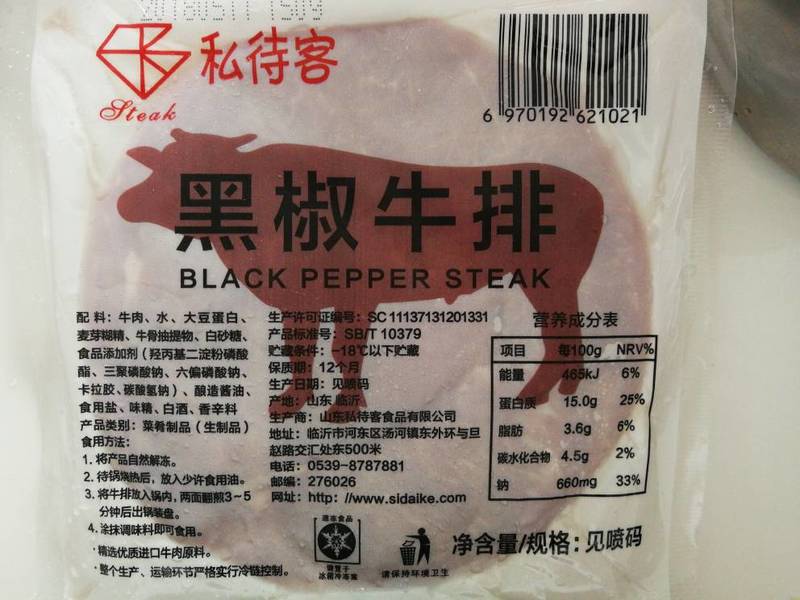 20180511 150g
私待客
Steak
6 970192 621021
黑椒牛排
BLACK PEPPER STEAK
配料：牛肉、水、大豆蛋白、
麦芽糊精、牛骨抽提物、白砂糖、
食品添加剂（羟丙基二淀粉磷酸
酯、三聚磷酸钠、六偏磷酸钠、
卡拉胶、碳酸氢钠）、酿造酱油、
食用盐、味精、白酒、香辛料
产品类别：菜肴制品（生制品）
食用方法：
1. 将产品自然解冻。
2. 待锅烧热后，放入少许食用油。
3. 将牛排放入锅内，两面翻煎3～5
分钟后出锅装盘。
4. 涂抹调味料即可食用。
·精选优质进口牛肉原料。
·整个生产、运输环节严格实行冷链控制。
生产许可证编号：SC11137131201331
产品标准号：SB/T 10379
贮藏条件：-18℃以下贮藏
保质期：12个月
生产日期：见喷码
产地：山东 临沂
生产商：山东私待客食品有限公司
地址：临沂市河东区汤河镇东外环与旦
赵路交汇处东500米
电话：0539-8787881
邮编：276026
网址：http: //www.sidaike.com
营养成分表
项目 每100g NRV%
能量 465kJ 6%
蛋白质 15.0g 25%
脂肪 3.6g 6%
碳水化合物 4.5g 2%
钠 660mg 33%
速冻食品
请置于
冰箱冷冻室
请保持环境卫生
净含量/规格：见喷码